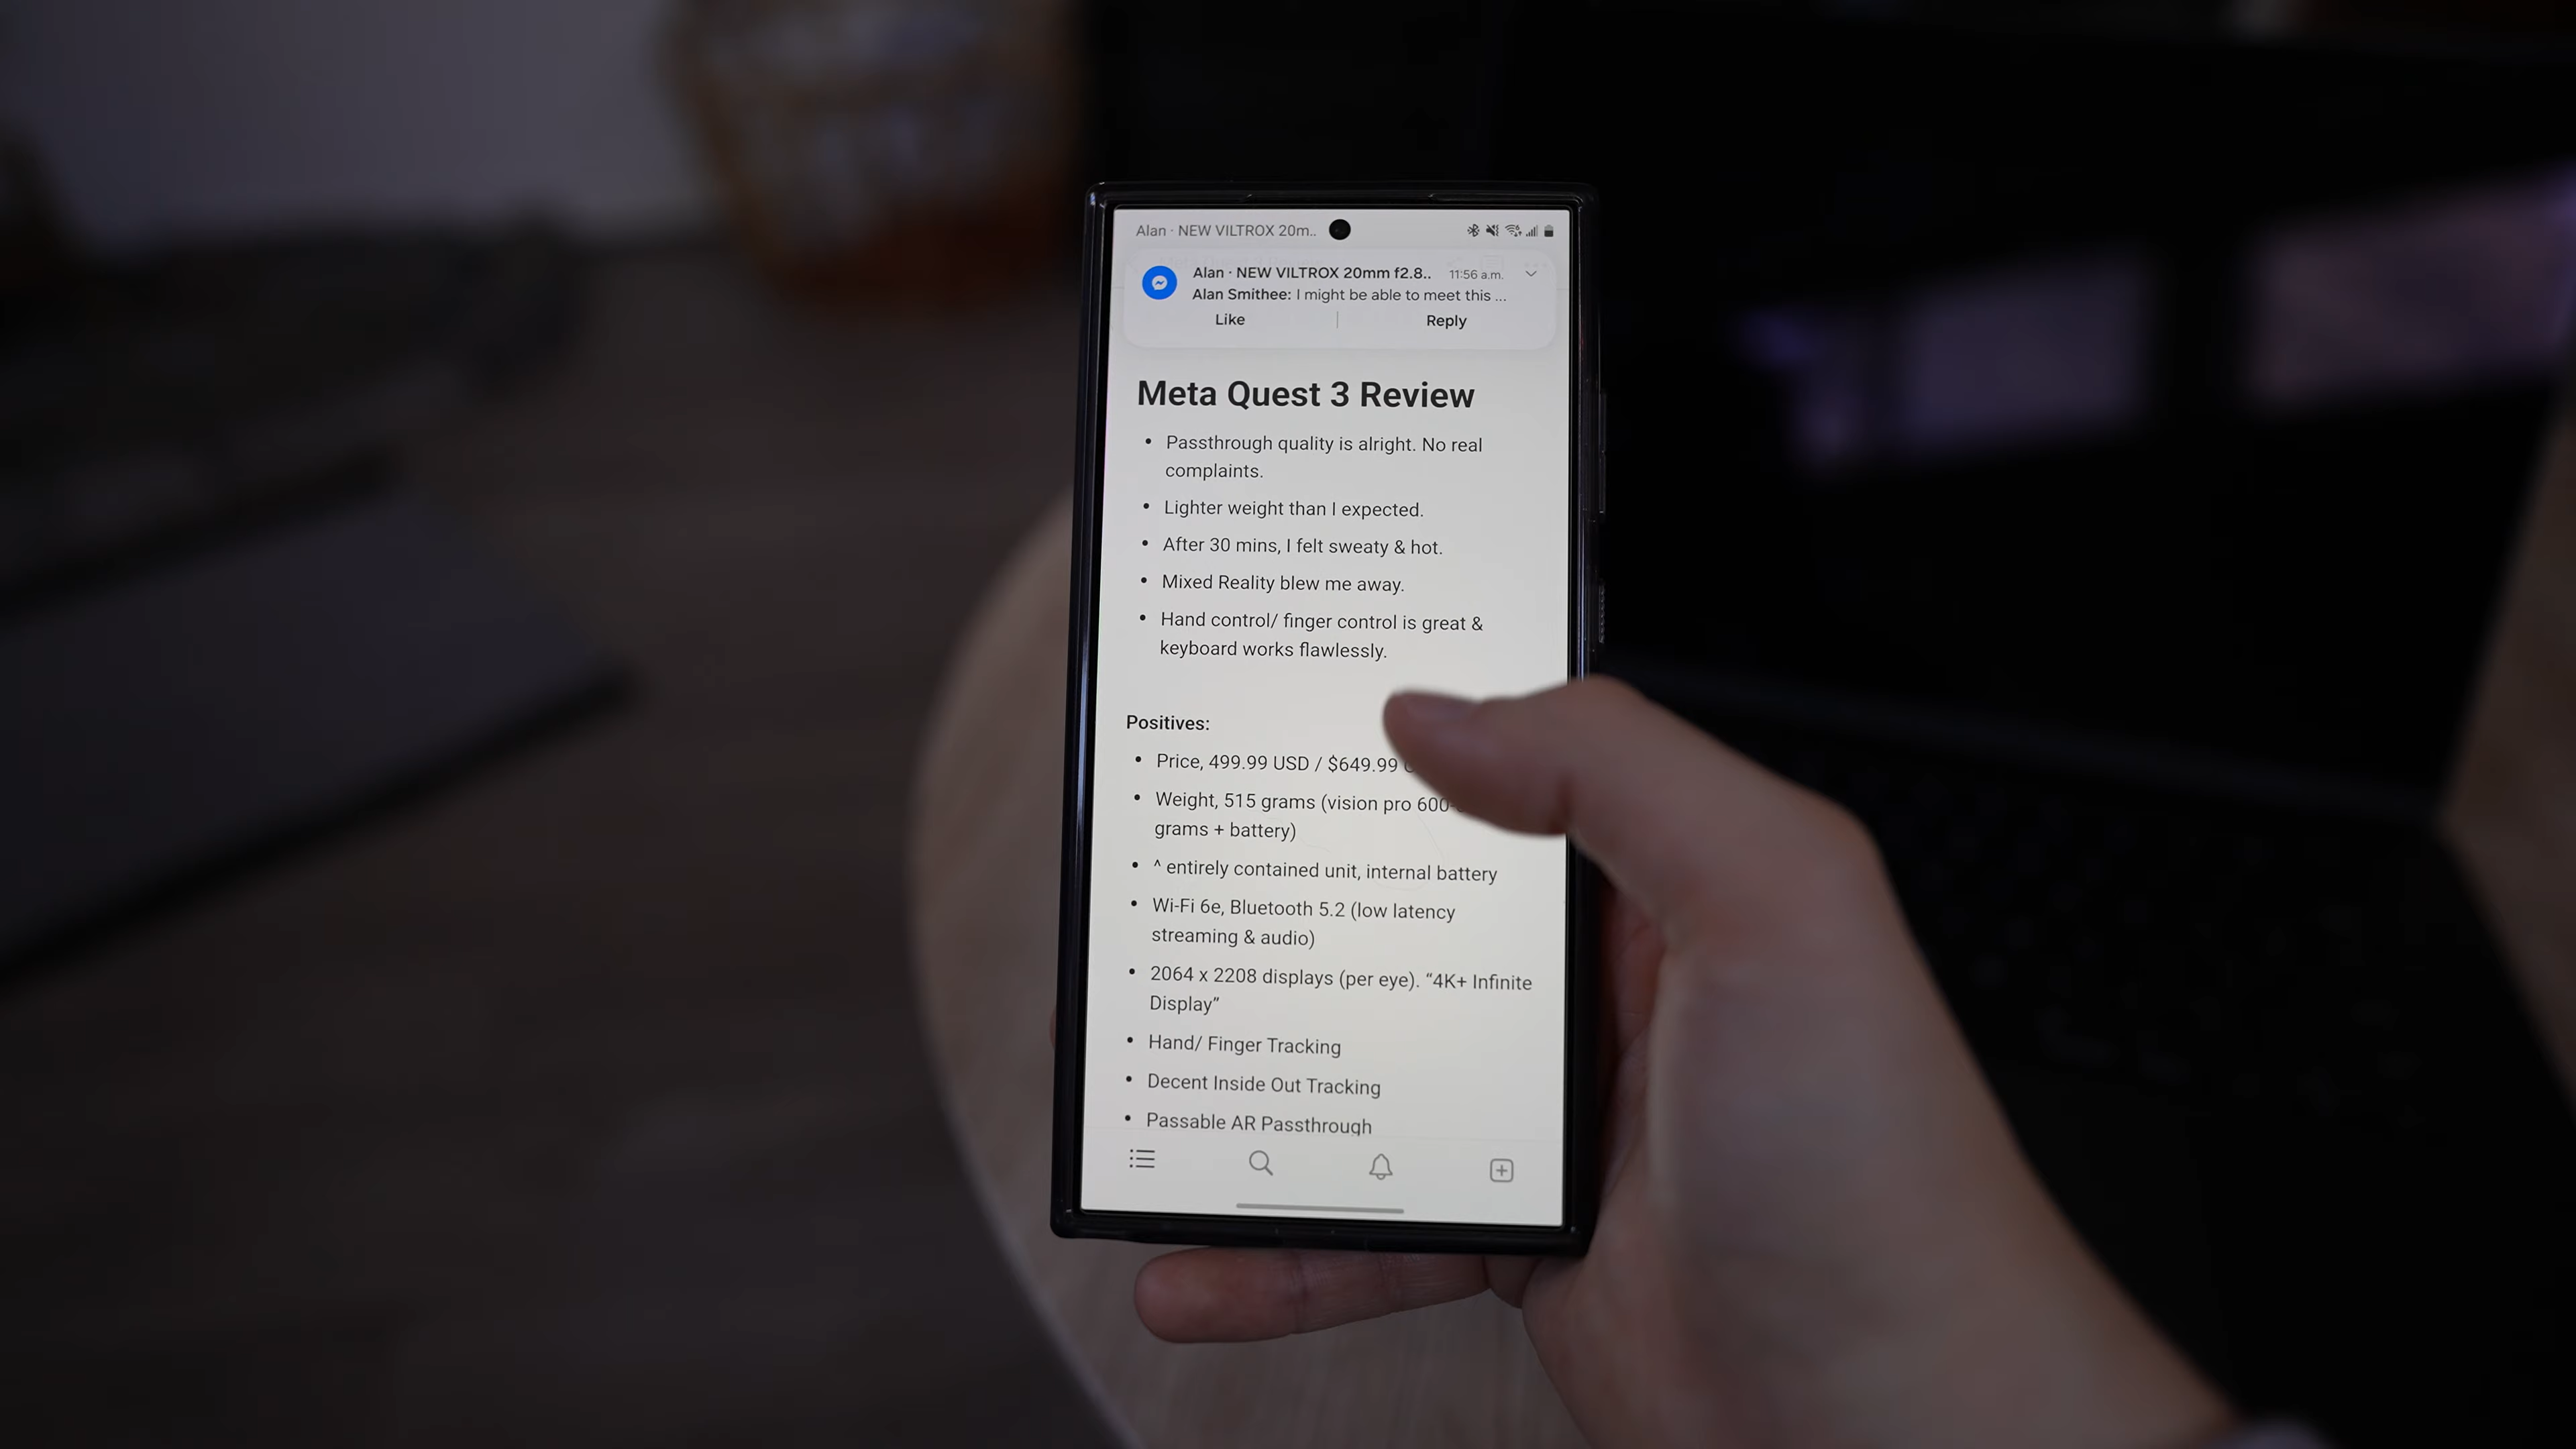 Alan · NEW VILTROX 20m..
Alan · NEW VILTROX 20mm f2.8.. 11:56 a.m.
Alan Smithee: I might be able to meet this ...
Like Reply
Meta Quest 3 Review
• Passthrough quality is alright. No real
complaints.
• Lighter weight than I expected.
• After 30 mins, I felt sweaty & hot.
• Mixed Reality blew me away.
• Hand control/ finger control is great &
keyboard works flawlessly.
Positives:
• Price, 499.99 USD / $649.99
• Weight, 515 grams (vision pro 600-
grams + battery)
• ^ entirely contained unit, internal battery
• Wi-Fi 6e, Bluetooth 5.2 (low latency
streaming & audio)
• 2064 x 2208 displays (per eye). “4K+ Infinite
Display”
• Hand/ Finger Tracking
• Decent Inside Out Tracking
• Passable AR Passthrough